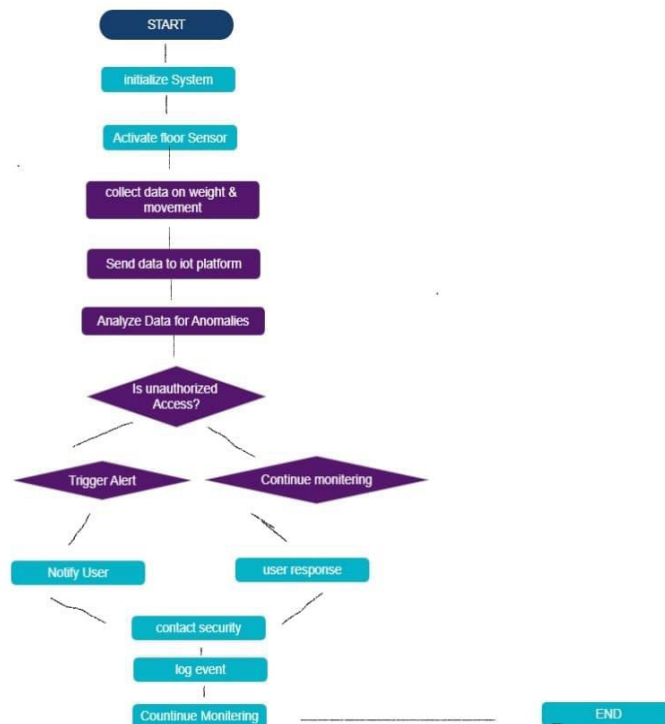 START
initialize System
Activate floor Sensor
collect data on weight &
movement
Send data to iot platform
Analyze Data for Anomalies
Is unauthorized
Access?
Trigger Alert
Continue monitering
Notify User
user response
contact security
log event
Countinue Monitering
END